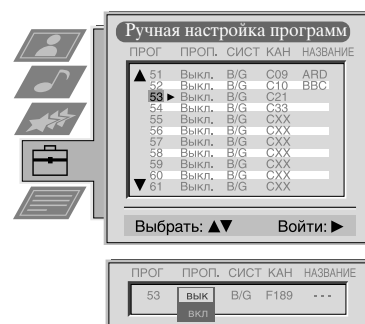 Ручная настройка программ
ПРОГ ПРОП. СИСТ КАН НАЗВАНИЕ
▲ 51 Выкл. B/G C09 ARD
52 Выкл. B/G C10 BBC
53 ► Выкл. B/G C21
54 Выкл. B/G C33
55 Выкл. B/G CXX
56 Выкл. B/G CXX
57 Выкл. B/G CXX
58 Выкл. B/G CXX
59 Выкл. B/G CXX
60 Выкл. B/G CXX
▼ 61 Выкл. B/G CXX
Выбрать: ▲▼ Войти: ►
ПРОГ ПРОП. СИСТ КАН НАЗВАНИЕ
53 вык B/G F189 - - -
вкл